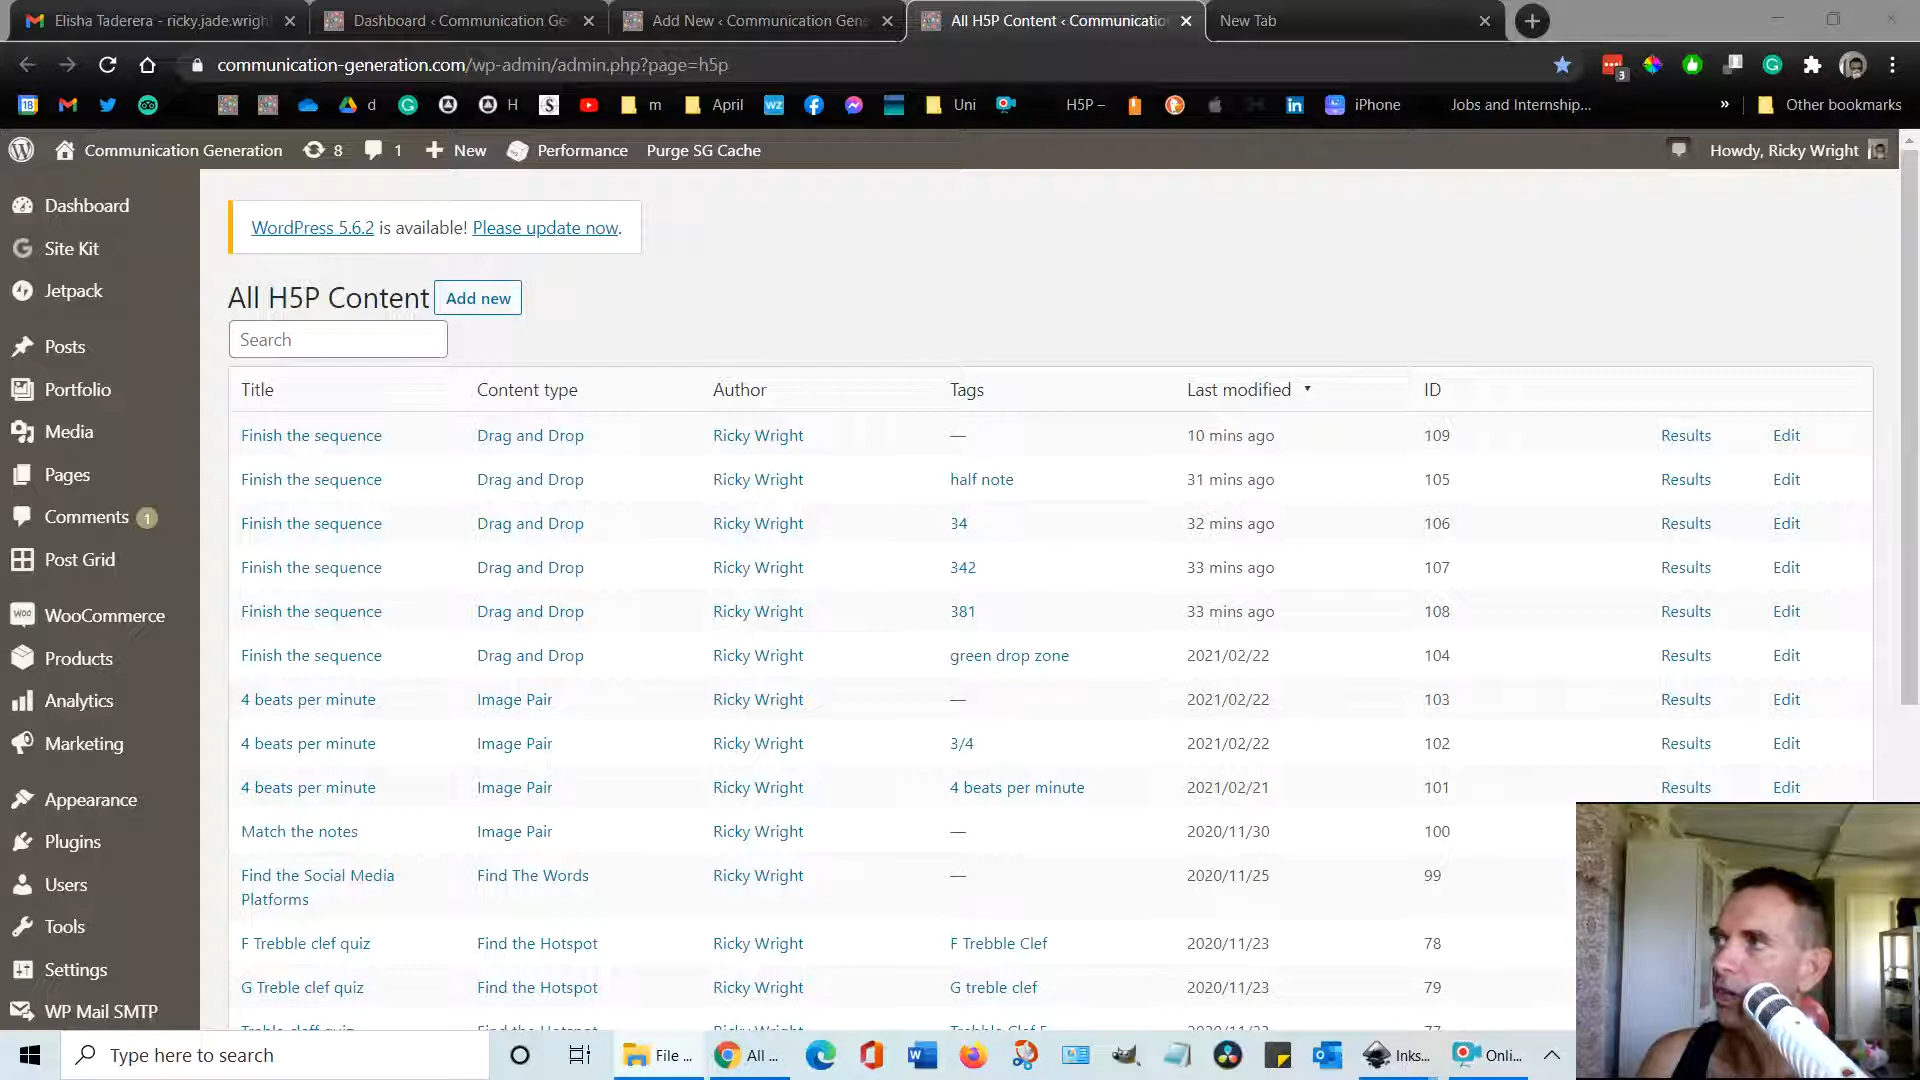 Elisha Taderera - ricky.jade.wrigh
Dashboard ‹ Communication Ge
Add New ‹ Communication Gene
All H5P Content ‹ Communicatio
New Tab
communication-generation.com/wp-admin/admin.php?page=h5p
3
18
d
H
m
April
Uni
H5P –
iPhone
Jobs and Internship...
»
Other bookmarks
Communication Generation
8
1
New
Performance
Purge SG Cache
Howdy, Ricky Wright
Dashboard
Site Kit
Jetpack
Posts
Portfolio
Media
Pages
Comments 1
Post Grid
WooCommerce
Products
Analytics
Marketing
Appearance
Plugins
Users
Tools
Settings
WP Mail SMTP
WordPress 5.6.2 is available! Please update now.
All H5P Content Add new
Search
Title Content type Author Tags Last modified ID
Finish the sequence Drag and Drop Ricky Wright — 10 mins ago 109 Results Edit
Finish the sequence Drag and Drop Ricky Wright half note 31 mins ago 105 Results Edit
Finish the sequence Drag and Drop Ricky Wright 34 32 mins ago 106 Results Edit
Finish the sequence Drag and Drop Ricky Wright 342 33 mins ago 107 Results Edit
Finish the sequence Drag and Drop Ricky Wright 381 33 mins ago 108 Results Edit
Finish the sequence Drag and Drop Ricky Wright green drop zone 2021/02/22 104 Results Edit
4 beats per minute Image Pair Ricky Wright — 2021/02/22 103 Results Edit
4 beats per minute Image Pair Ricky Wright 3/4 2021/02/22 102 Results Edit
4 beats per minute Image Pair Ricky Wright 4 beats per minute 2021/02/21 101 Results Edit
Match the notes Image Pair Ricky Wright — 2020/11/30 100
Find the Social Media Find The Words Ricky Wright — 2020/11/25 99
Platforms
F Trebble clef quiz Find the Hotspot Ricky Wright F Trebble Clef 2020/11/23 78
G Treble clef quiz Find the Hotspot Ricky Wright G treble clef 2020/11/23 79
Type here to search
File ...
All ...
Inks...
Onli...